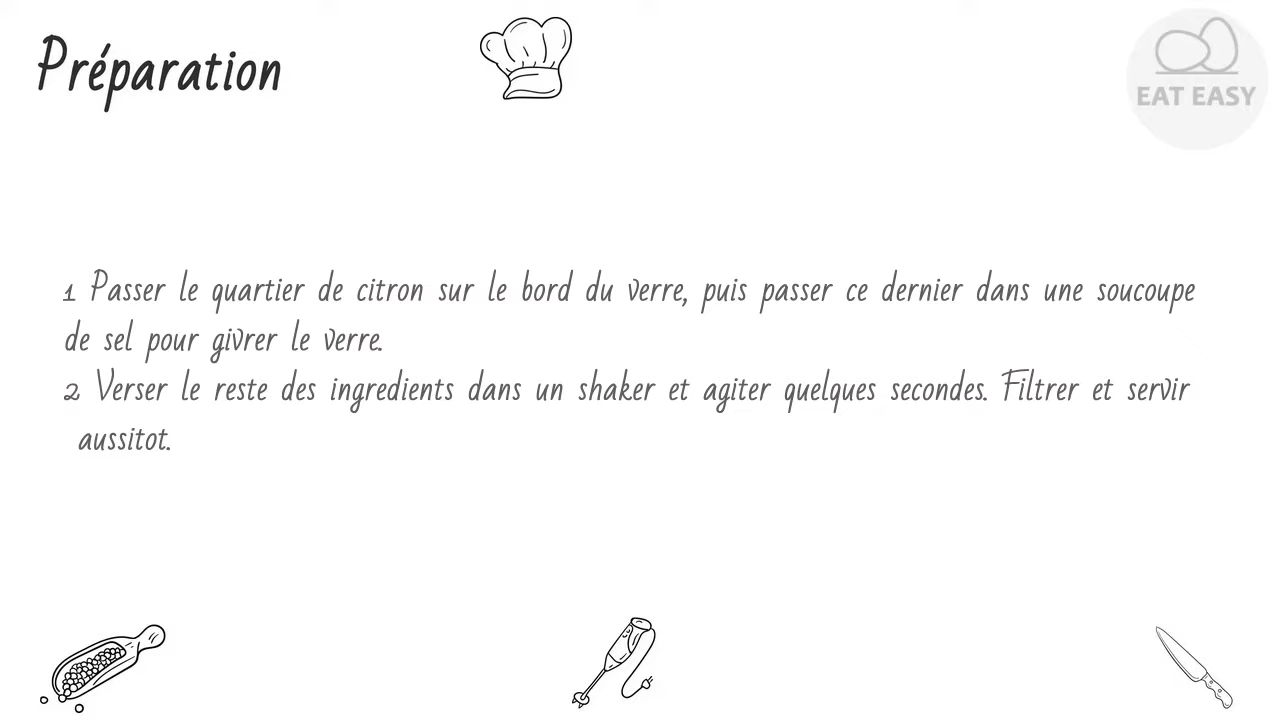 Préparation
EAT EASY
1 Passer le quartier de citron sur le bord du verre, puis passer ce dernier dans une soucoupe
de sel pour givrer le verre.
2 Verser le reste des ingredients dans un shaker et agiter quelques secondes. Filtrer et servir
aussitot.